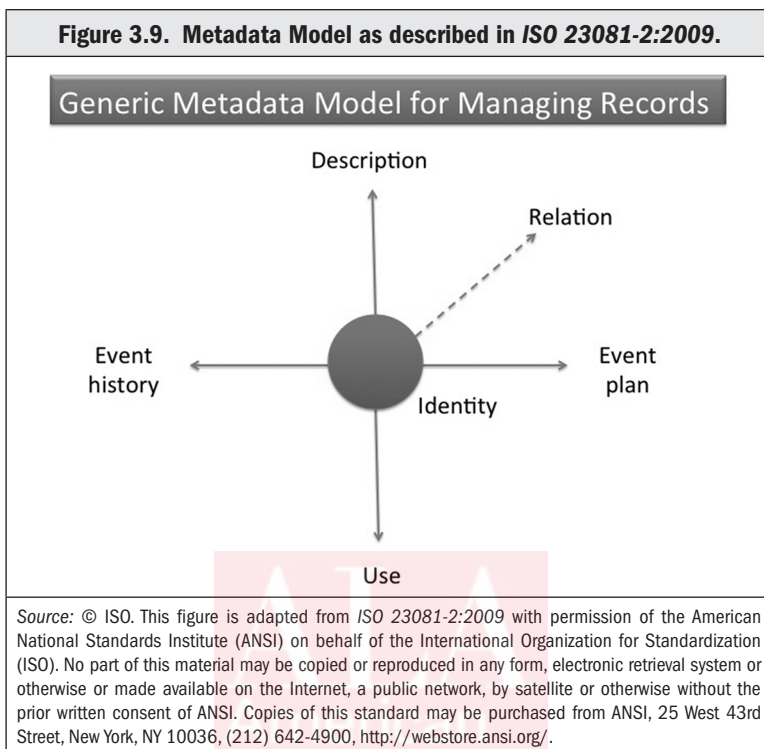 Figure 3.9. Metadata Model as described in ISO 23081-2:2009.
Generic Metadata Model for Managing Records
Description
Relation
Event
history
Event
plan
Identity
Use
ALA
American
Source: © ISO. This figure is adapted from ISO 23081-2:2009 with permission of the American
National Standards Institute (ANSI) on behalf of the International Organization for Standardization
(ISO). No part of this material may be copied or reproduced in any form, electronic retrieval system or
otherwise or made available on the Internet, a public network, by satellite or otherwise without the
prior written consent of ANSI. Copies of this standard may be purchased from ANSI, 25 West 43rd
Street, New York, NY 10036, (212) 642-4900, http://webstore.ansi.org/.